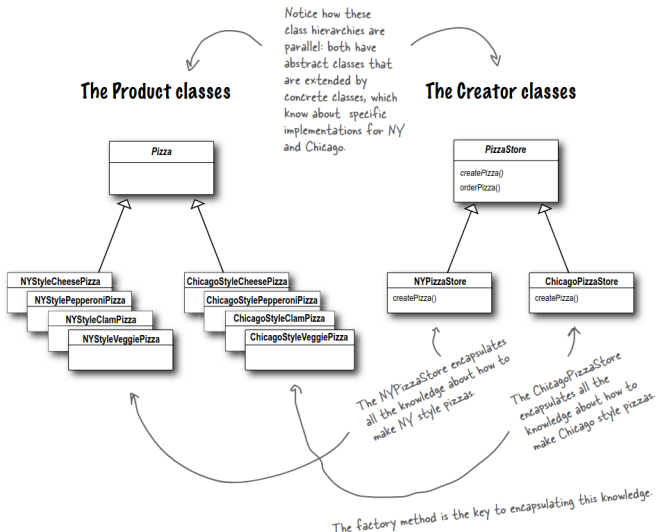 Notice how these
class hierarchies are
parallel: both have
abstract classes that
are extended by
concrete classes, which
know about specific
implementations for NY
and Chicago.
The Product classes
The Creator classes
Pizza
PizzaStore
createPizza()
orderPizza()
NYStyleCheesePizza
NYStylePepperoniPizza
NYStyleClamPizza
NYStyleVeggiePizza
ChicagoStyleCheesePizza
ChicagoStylePepperoniPizza
ChicagoStyleClamPizza
ChicagoStyleVeggiePizza
NYPizzaStore
createPizza()
ChicagoPizzaStore
createPizza()
The NYPizzaStore encapsulates
all the knowledge about how to
make NY style pizzas.
The ChicagoPizzaStore
encapsulates all the
knowledge about how to
make Chicago style pizzas.
The factory method is the key to encapsulating this knowledge.